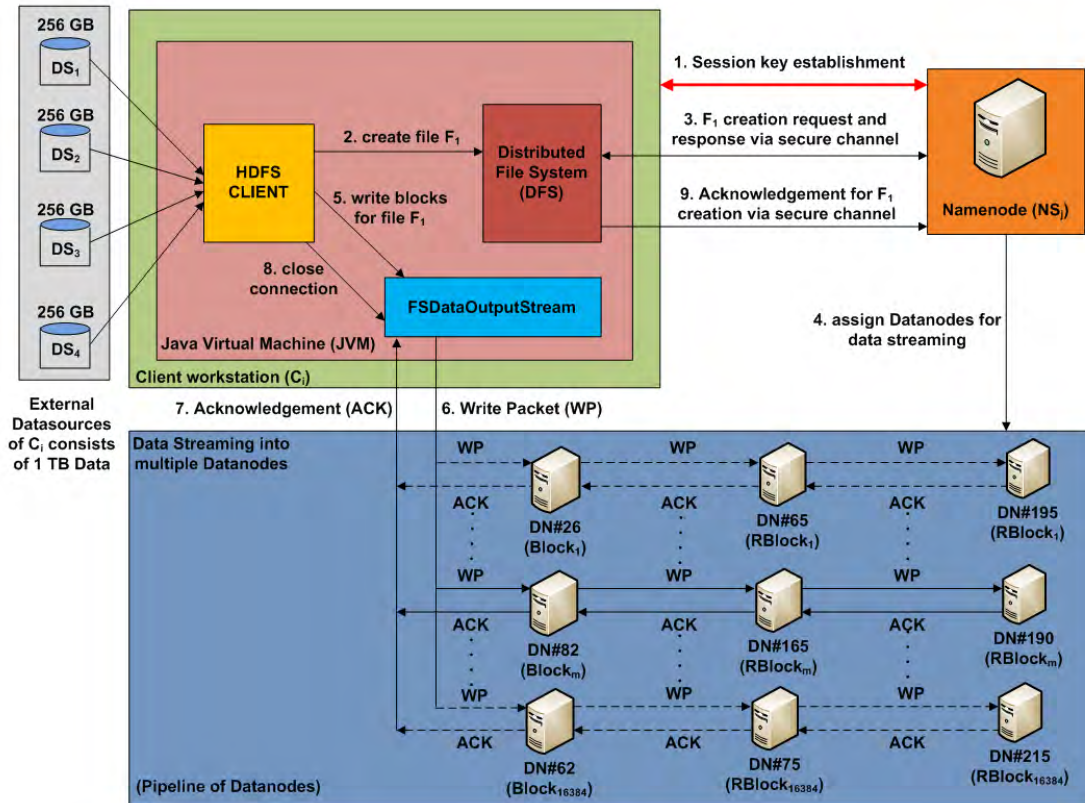 256 GB
DS1
256 GB
DS2
256 GB
DS3
256 GB
DS4
External
Datasources
of Ci consists
of 1 TB Data
HDFS
CLIENT
2. create file F1
Distributed
File System
(DFS)
5. write blocks
for file F1
8. close
connection
FSDataOutputStream
Java Virtual Machine (JVM)
Client workstation (Ci)
1. Session key establishment
3. F1 creation request and
response via secure channel
9. Acknowledgement for F1
creation via secure channel
Namenode (NSj)
4. assign Datanodes for
data streaming
7. Acknowledgement (ACK)
6. Write Packet (WP)
Data Streaming into
multiple Datanodes
WP
WP
WP
ACK
ACK
ACK
DN#26
(Block1)
DN#65
(RBlock1)
DN#195
(RBlock1)
WP
WP
WP
ACK
ACK
ACK
DN#82
(Blockm)
DN#165
(RBlockm)
DN#190
(RBlockm)
WP
WP
WP
ACK
ACK
ACK
DN#62
(Block16384)
DN#75
(RBlock16384)
DN#215
(RBlock16384)
(Pipeline of Datanodes)